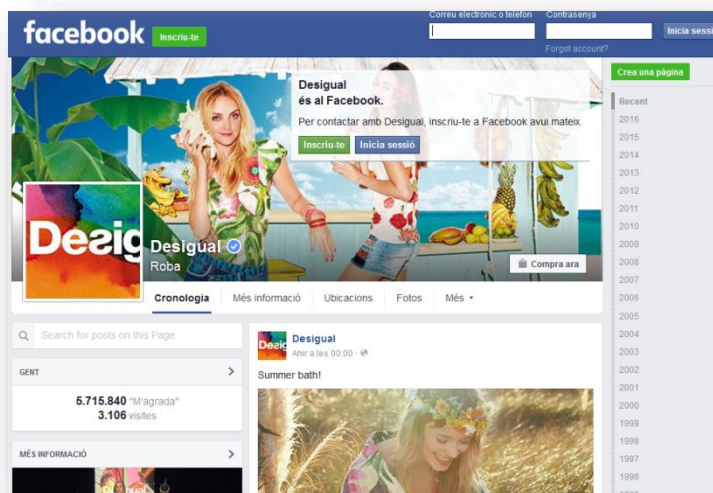 facebook
Inscriu-te
Correu electrònic o telèfon
Contrasenya
Inicia sessi
Forgot account?
Crea una pàgina
Desigual
és al Facebook.
Per contactar amb Desigual, inscriu-te a Facebook avui mateix.
Inscriu-te
Inicia sessió
Desig
Desigual
Roba
Compra ara
Cronologia
Més informació
Ubicacions
Fotos
Més
Search for posts on this Page
GENT
5.715.840 "M'agrada"
3.106 visites
MÉS INFORMACIÓ
Desig
Desigual
Ahir a les 00:00
Summer bath!
Recent
2016
2015
2014
2013
2012
2011
2010
2009
2008
2007
2006
2005
2004
2003
2002
2001
2000
1999
1998
1997
1996